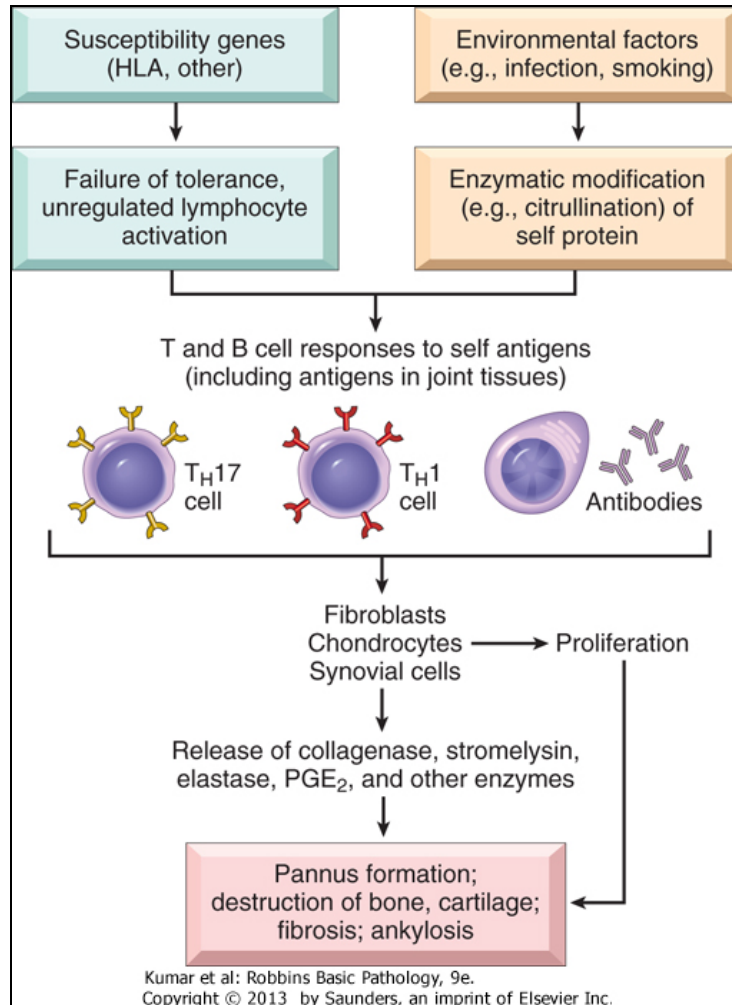 Susceptibility genes
(HLA, other)
Environmental factors
(e.g., infection, smoking)
Failure of tolerance,
unregulated lymphocyte
activation
Enzymatic modification
(e.g., citrullination) of
self protein
T and B cell responses to self antigens
(including antigens in joint tissues)
TH17
cell
TH1
cell
Antibodies
Fibroblasts
Chondrocytes
Synovial cells
Proliferation
Release of collagenase, stromelysin,
elastase, PGE2, and other enzymes
Pannus formation;
destruction of bone, cartilage;
fibrosis; ankylosis
Kumar et al: Robbins Basic Pathology, 9e.
Copyright © 2013 by Saunders, an imprint of Elsevier Inc.